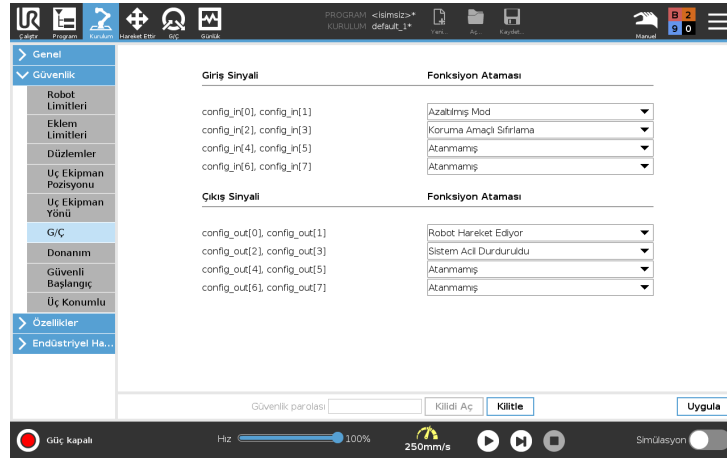 UR
PROGRAM <isimsiz>*
KURULUM default_1*
B 2
9 0
Çalıştır Program Kurulum Hareket Ettir G/Ç Günlük Yeni... Aç... Kaydet... Manuel
Genel
Güvenlik
Robot
Limitleri
Eklem
Limitleri
Düzlemler
Uç Ekipman
Pozisyonu
Uç Ekipman
Yönü
G/Ç
Donanım
Güvenli
Başlangıç
Üç Konumlu
Özellikler
Endüstriyel Ha...
Giriş Sinyali Fonksiyon Ataması
config_in[0], config_in[1] Azaltılmış Mod
config_in[2], config_in[3] Koruma Amaçlı Sıfırlama
config_in[4], config_in[5] Atanmamış
config_in[6], config_in[7] Atanmamış
Çıkış Sinyali Fonksiyon Ataması
config_out[0], config_out[1] Robot Hareket Ediyor
config_out[2], config_out[3] Sistem Acil Durduruldu
config_out[4], config_out[5] Atanmamış
config_out[6], config_out[7] Atanmamış
Güvenlik parolası Kilidi Aç Kilitle Uygula
Güç kapalı Hız 100% 250mm/s Simülasyon